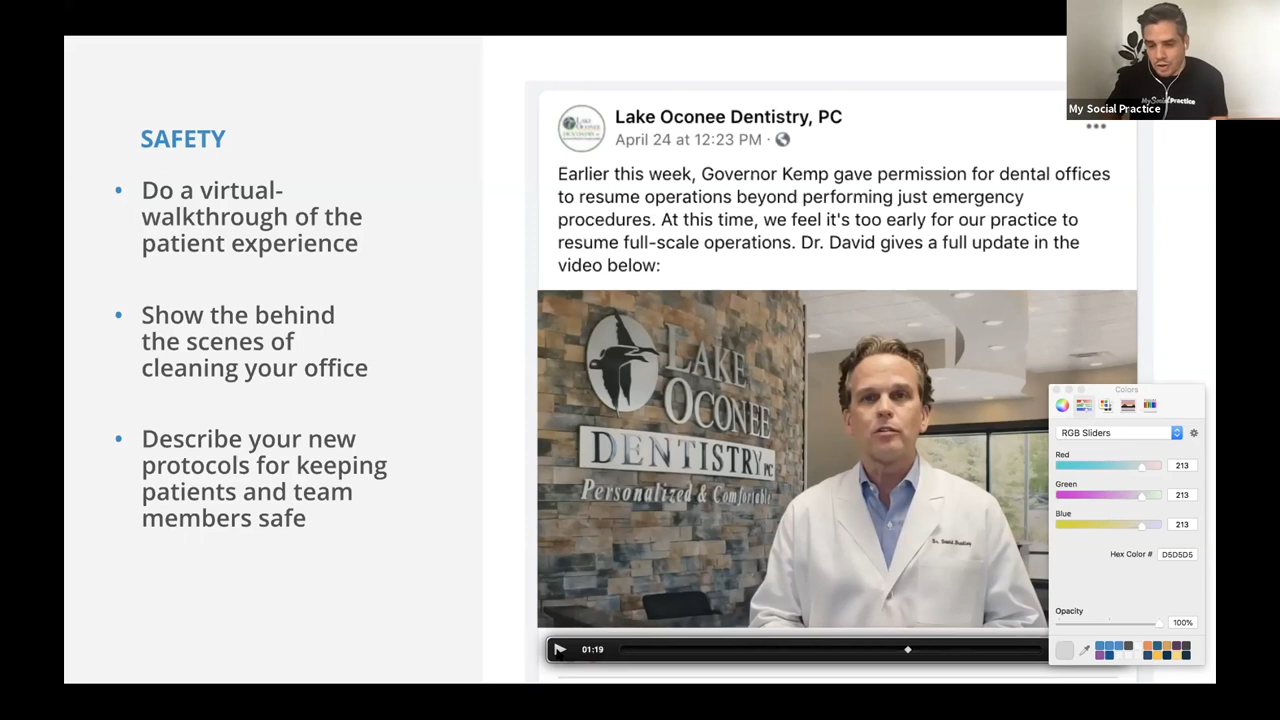 SAFETY
• Do a virtual-
walkthrough of the
patient experience
• Show the behind
the scenes of
cleaning your office
• Describe your new
protocols for keeping
patients and team
members safe
Lake Oconee Dentistry, PC
April 24 at 12:23 PM ·
Earlier this week, Governor Kemp gave permission for dental offices
to resume operations beyond performing just emergency
procedures. At this time, we feel it's too early for our practice to
resume full-scale operations. Dr. David gives a full update in the
video below:
LAKE
OCONEE
DENTISTRY PC
Personalized & Comfortable
01:19
My Social Practice
My Social Practice
Colors
RGB Sliders
Red
213
Green
213
Blue
213
Hex Color # D5D5D5
Opacity
100%